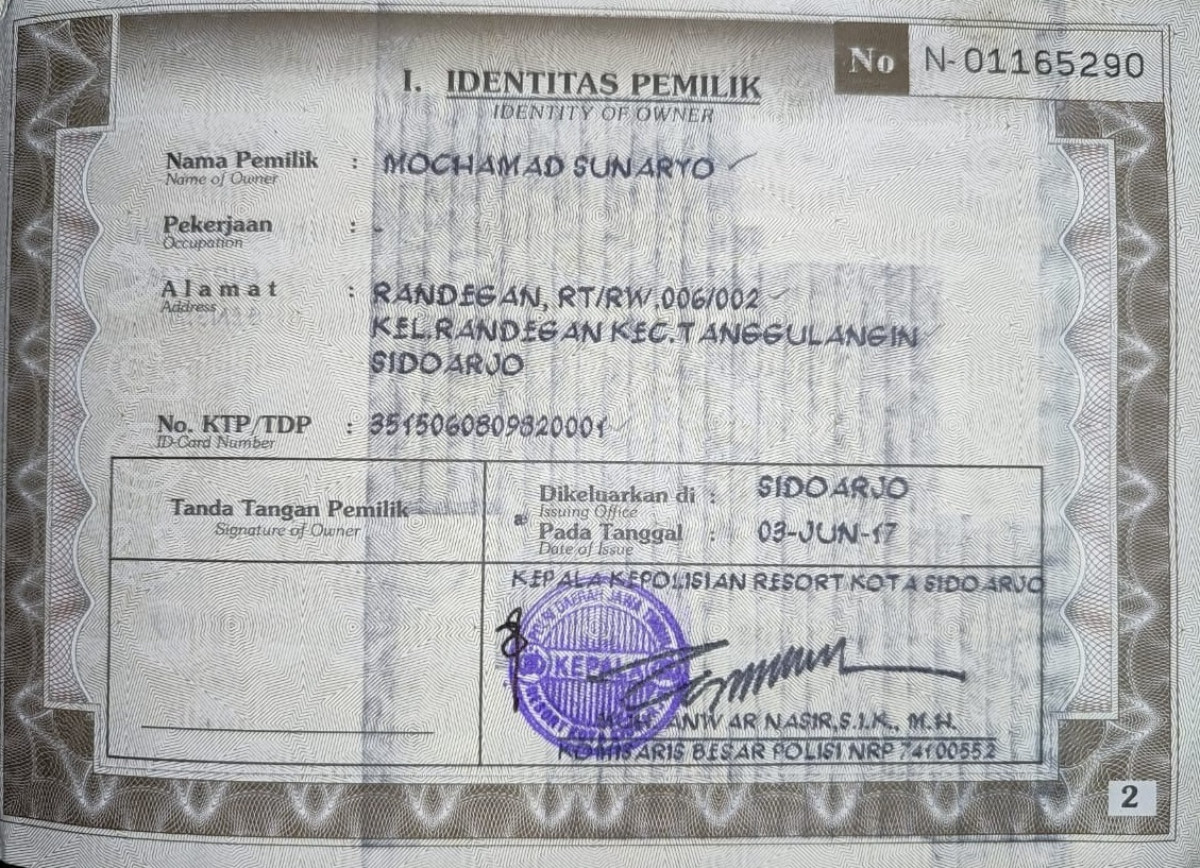 No N-01165290
I. IDENTITAS PEMILIK
IDENTITY OF OWNER
Nama Pemilik : MOCHAMAD SUNARYO
Name of Owner
Pekerjaan : -
Occupation
Alamat : RANDEGAN, RT/RW.006/002
Address
KEL.RANDEGAN KEC.TANGGULANGIN
SIDOARJO
No. KTP/TDP : 3515060809820001
ID-Card Number
Tanda Tangan Pemilik
Signature of Owner
Dikeluarkan di : SIDOARJO
Issuing Office
Pada Tanggal : 03-JUN-17
Date of Issue
KEPALA KEPOLISIAN RESORT KOTA SIDOARJO
KEPALA
ANWAR NASIR,S.I.K., M.H.
KOMISARIS BESAR POLISI NRP 74100552
2